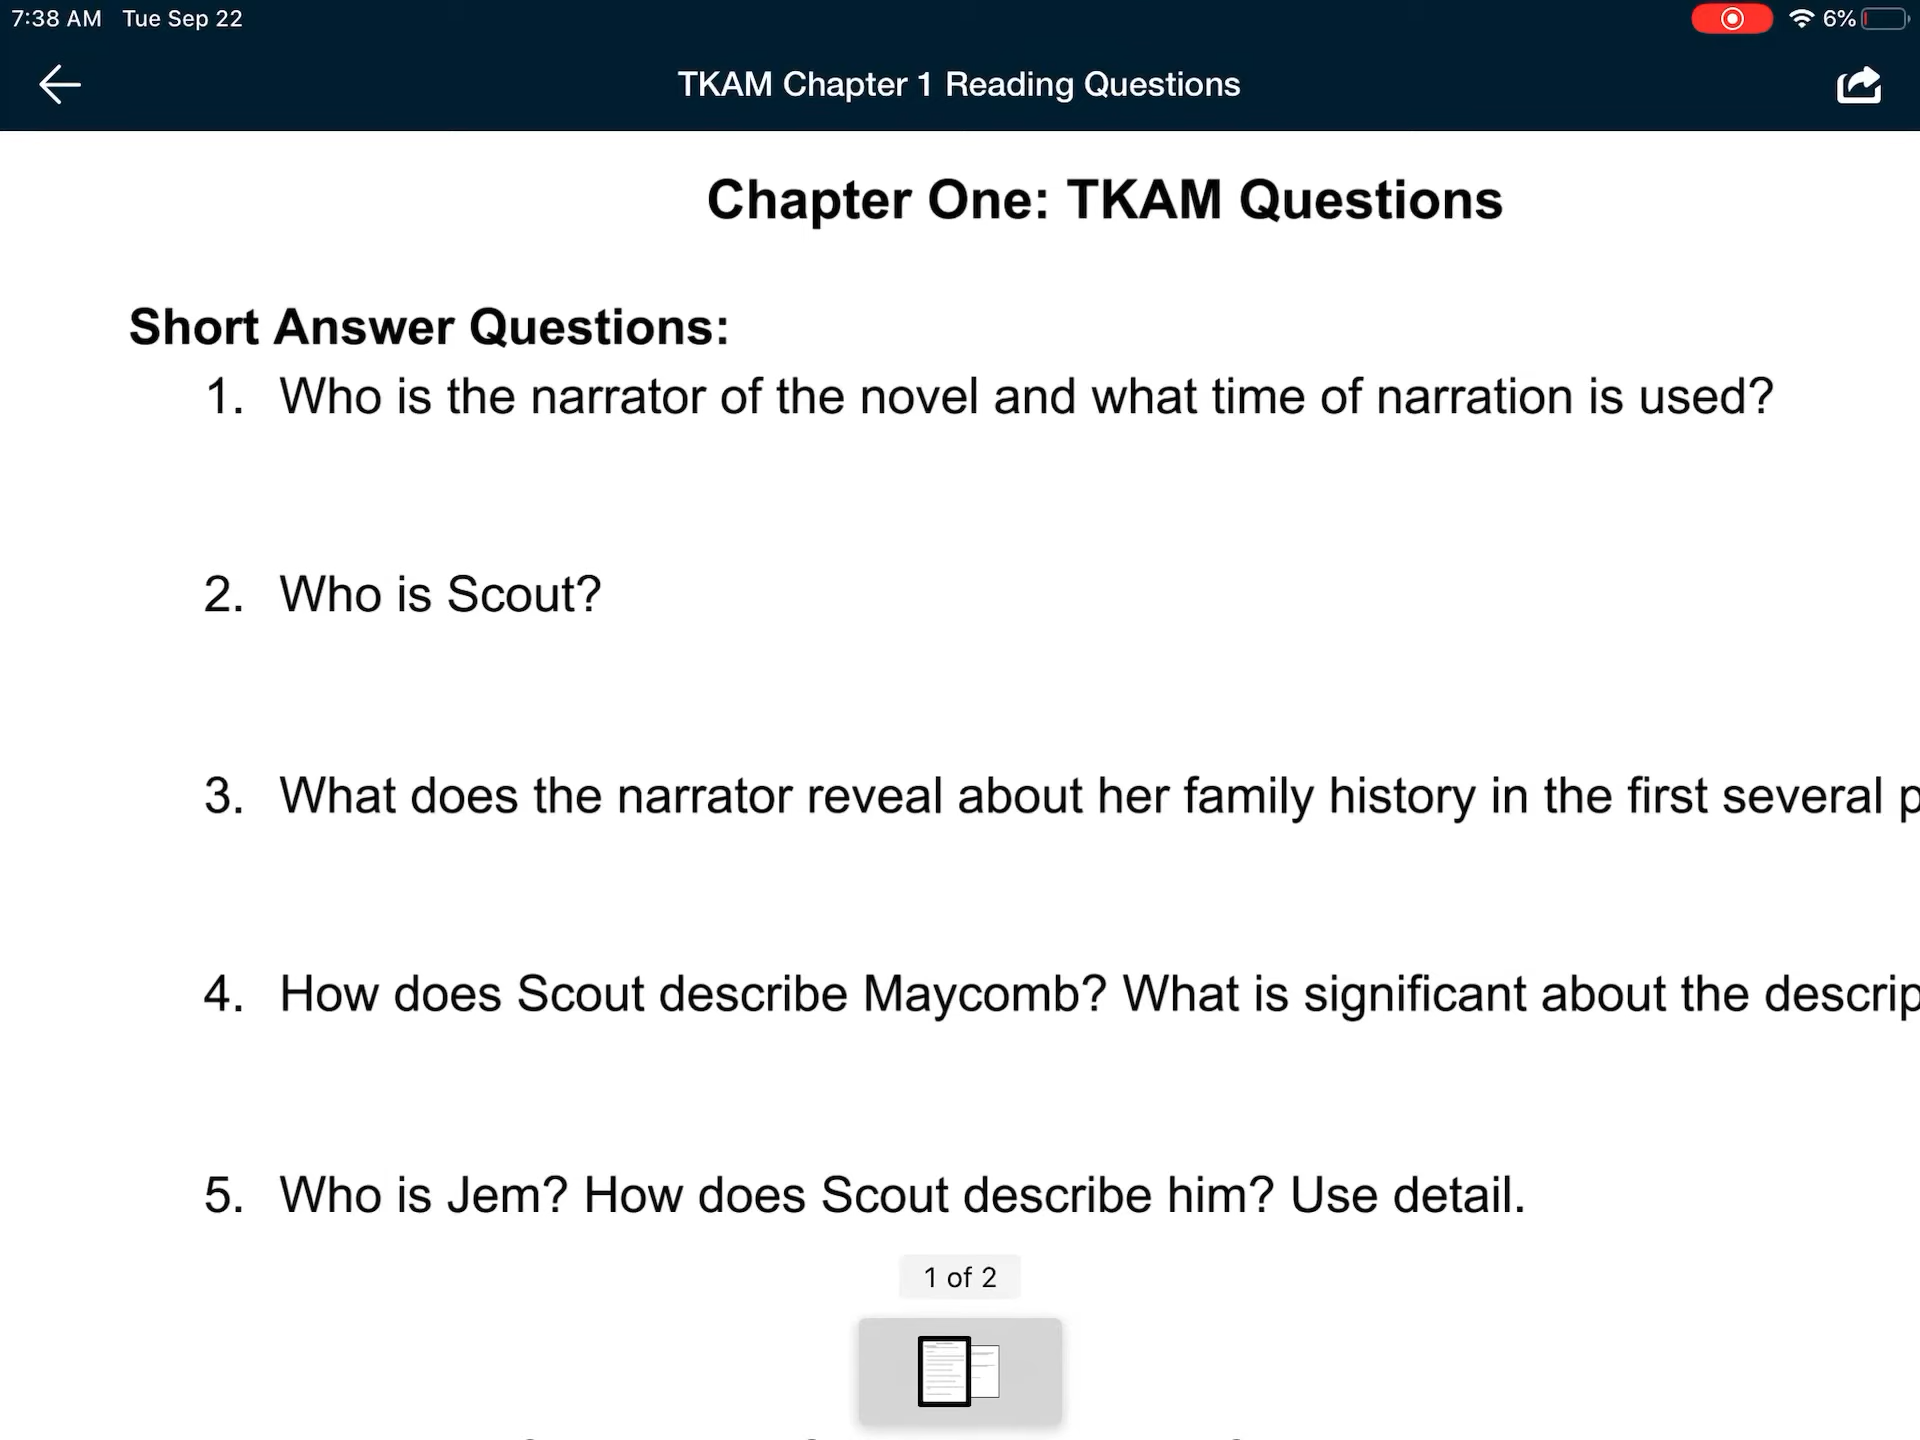 7:38 AM Tue Sep 22 6%
TKAM Chapter 1 Reading Questions
Chapter One: TKAM Questions
Short Answer Questions:
1. Who is the narrator of the novel and what time of narration is used?
2. Who is Scout?
3. What does the narrator reveal about her family history in the first several
4. How does Scout describe Maycomb? What is significant about the
5. Who is Jem? How does Scout describe him? Use detail.
1 of 2